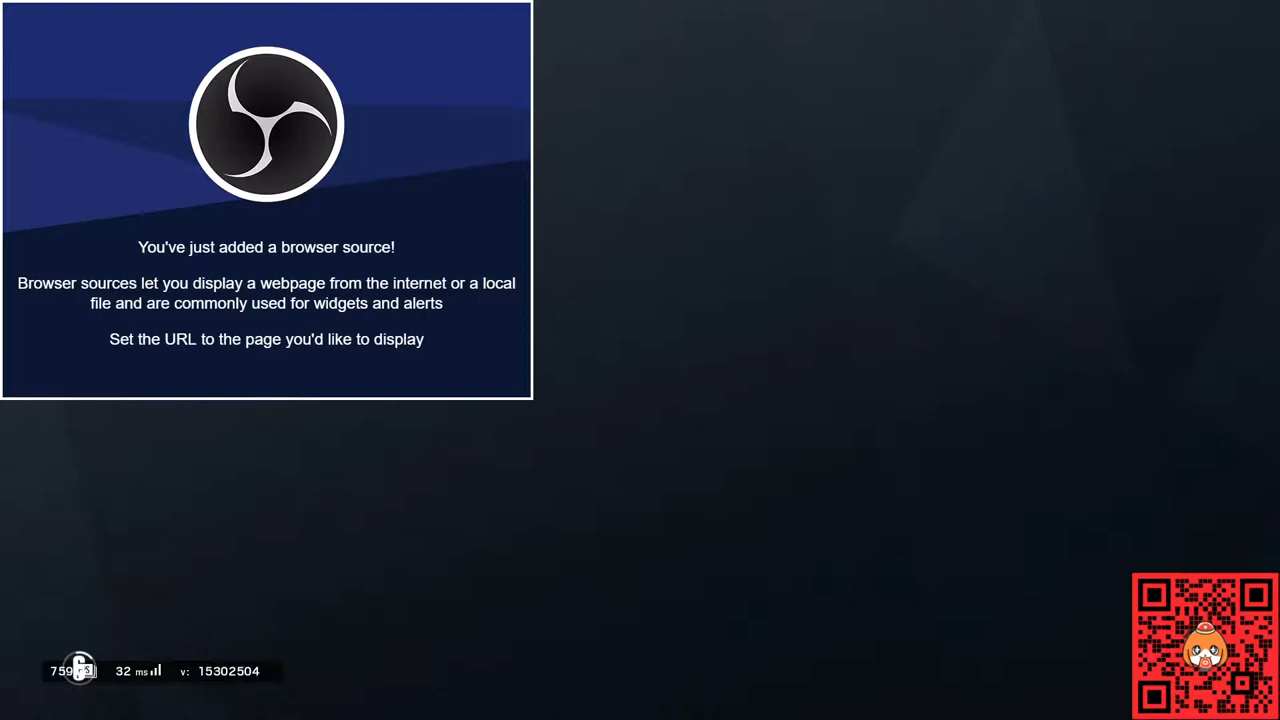 You've just added a browser source!
Browser sources let you display a webpage from the internet or a local
file and are commonly used for widgets and alerts
Set the URL to the page you'd like to display
759
32 ms
v: 15302504